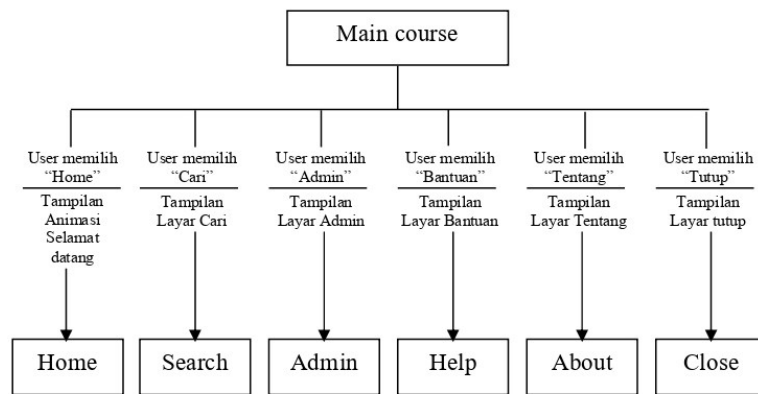 Main course
User memilih
“Home”
Tampilan
Animasi
Selamat
datang
User memilih
“Cari”
Tampilan
Layar Cari
User memilih
“Admin”
Tampilan
Layar Admin
User memilih
“Bantuan”
Tampilan
Layar Bantuan
User memilih
“Tentang”
Tampilan
Layar Tentang
User memilih
“Tutup”
Tampilan
Layar tutup
Home
Search
Admin
Help
About
Close